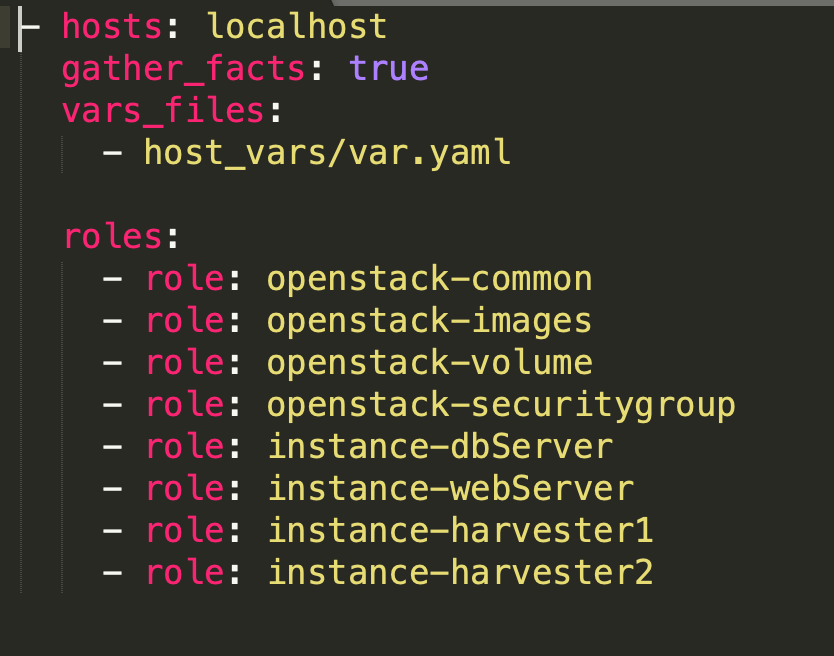 - hosts: localhost
gather_facts: true
vars_files:
- host_vars/var.yaml
roles:
- role: openstack-common
- role: openstack-images
- role: openstack-volume
- role: openstack-securitygroup
- role: instance-dbServer
- role: instance-webServer
- role: instance-harvester1
- role: instance-harvester2